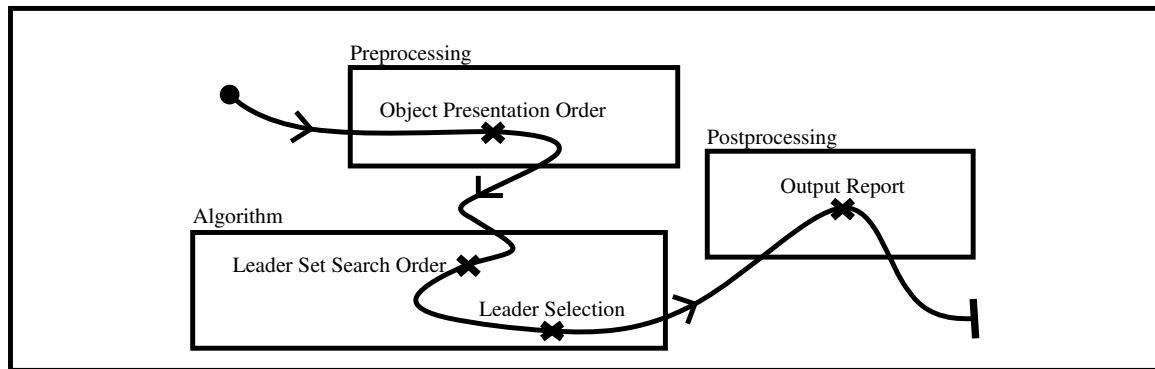 Preprocessing
Object Presentation Order
Postprocessing
Output Report
Algorithm
Leader Set Search Order
Leader Selection